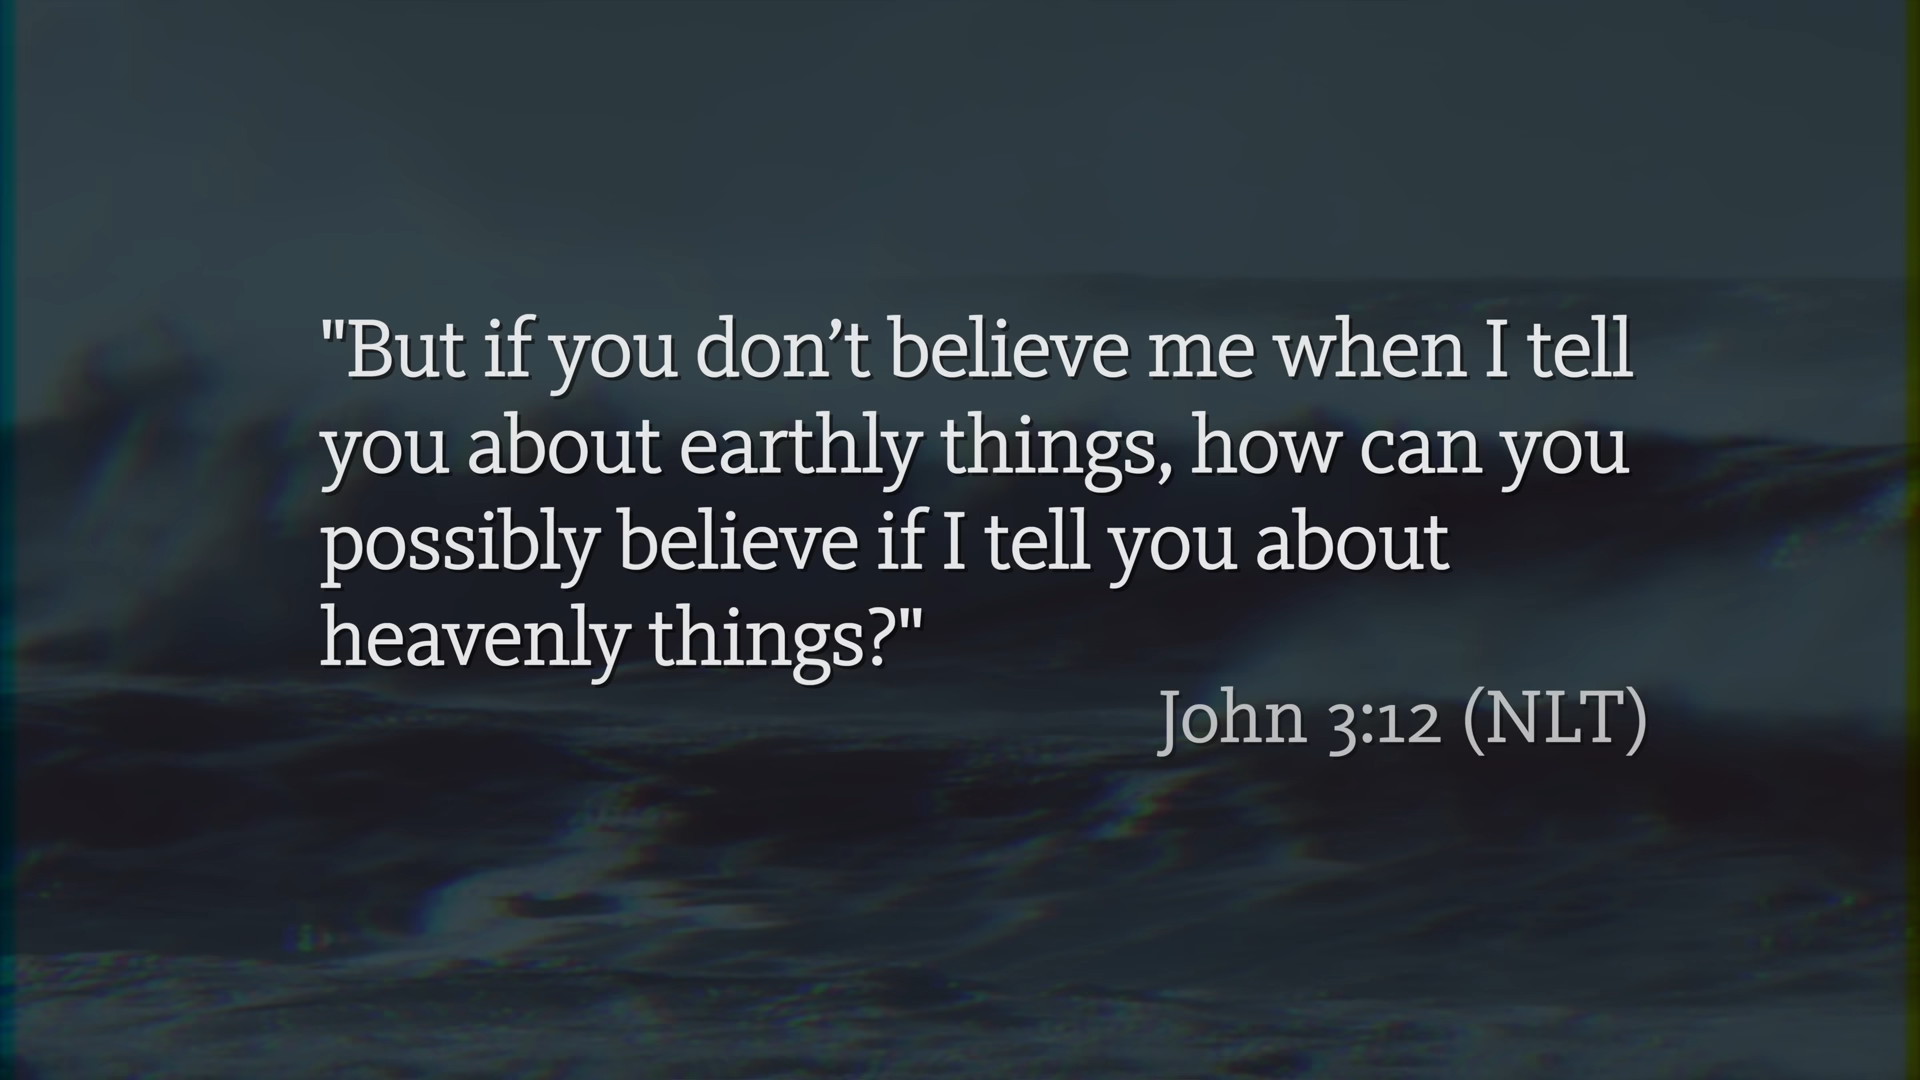 "But if you don’t believe me when I tell
you about earthly things, how can you
possibly believe if I tell you about
heavenly things?"
John 3:12 (NLT)